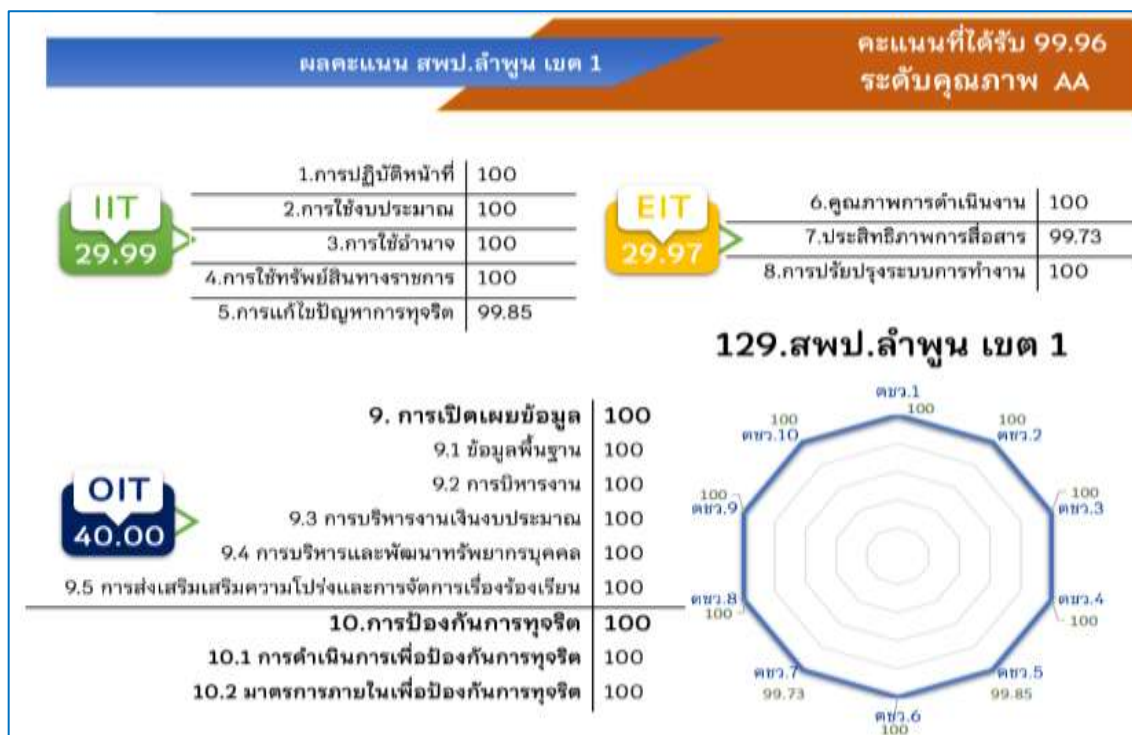 ผลคะแนน สพป.ลำพูน เขต 1
คะแนนที่ได้รับ 99.96
ระดับคุณภาพ AA
IIT
29.99
1.การปฏิบัติหน้าที่ 100
2.การใช้งบประมาณ 100
3.การใช้อำนาจ 100
4.การใช้ทรัพย์สินทางราชการ 100
5.การแก้ไขปัญหาการทุจริต 99.85
EIT
29.97
6.คุณภาพการดำเนินงาน 100
7.ประสิทธิภาพการสื่อสาร 99.73
8.การปรับปรุงระบบการทำงาน 100
OIT
40.00
9. การเปิดเผยข้อมูล 100
9.1 ข้อมูลพื้นฐาน 100
9.2 การบิหารงาน 100
9.3 การบริหารงานเงินงบประมาณ 100
9.4 การบริหารและพัฒนาทรัพยากรบุคคล 100
9.5 การส่งเสริมเสริมความโปร่งและการจัดการเรื่องร้องเรียน 100
10.การป้องกันการทุจริต 100
10.1 การดำเนินการเพื่อป้องกันการทุจริต 100
10.2 มาตรการภายในเพื่อป้องกันการทุจริต 100
129.สพป.ลำพูน เขต 1
ตชว.1
100
100
ตชว.2
100
ตชว.3
ตชว.4
100
ตชว.5
99.85
ตชว.6
100
ตชว.7
99.73
ตชว.8
100
100
ตชว.9
100
ตชว.10